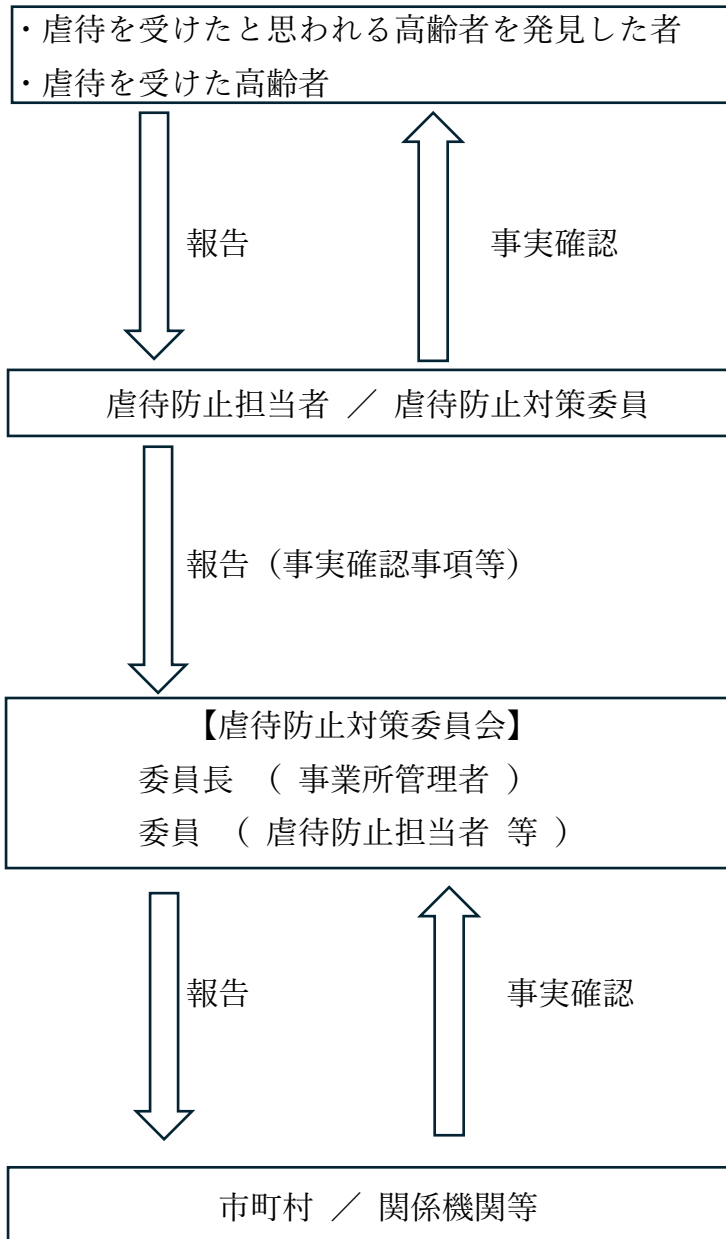 ・虐待を受けたと思われる高齢者を発見した者
・虐待を受けた高齢者
報告
事実確認
虐待防止担当者 ／ 虐待防止対策委員
報告（事実確認事項等）
【虐待防止対策委員会】
委員長 （ 事業所管理者 ）
委員 （ 虐待防止担当者 等 ）
報告
事実確認
市町村 ／ 関係機関等